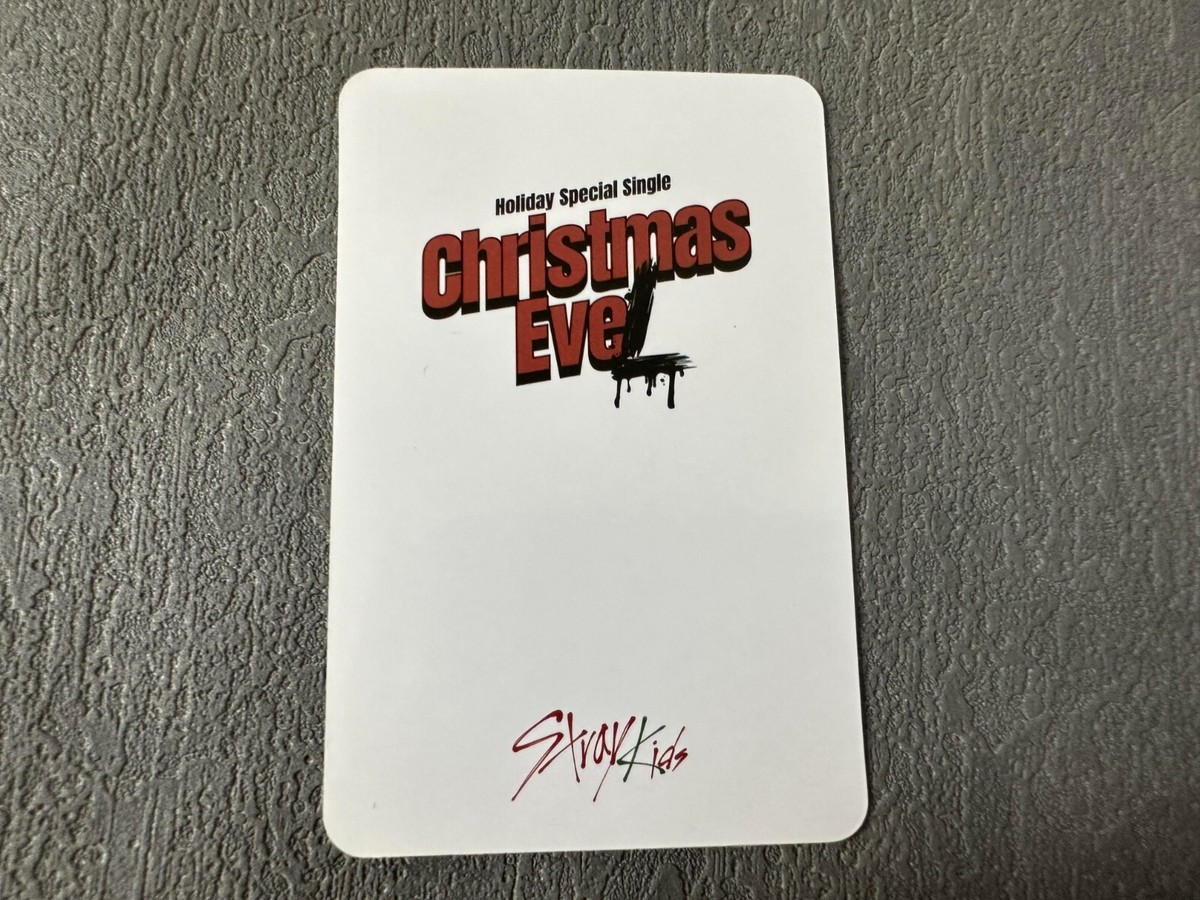 Holiday Special Single
Christmas
EveL
Stray Kids